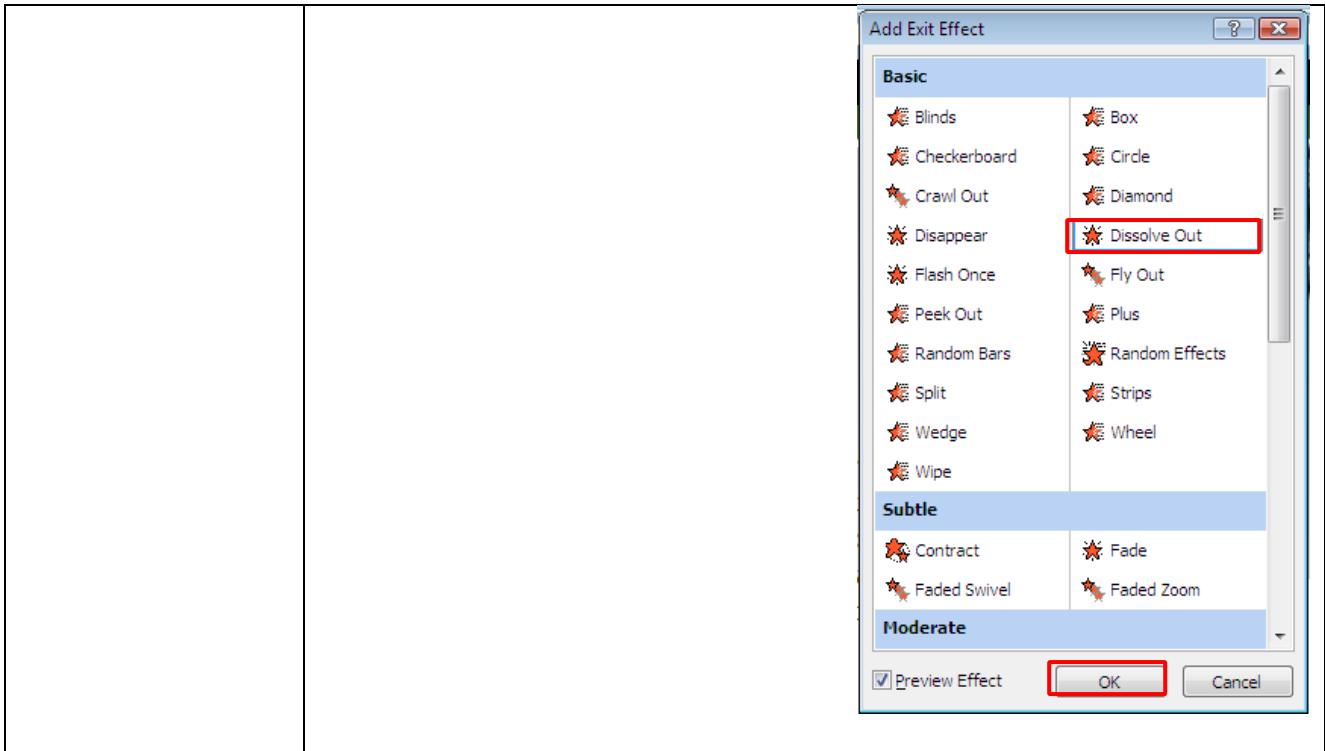 Add Exit Effect
Basic
Blinds Box
Checkerboard Circle
Crawl Out Diamond
Disappear Dissolve Out
Flash Once Fly Out
Peek Out Plus
Random Bars Random Effects
Split Strips
Wedge Wheel
Wipe
Subtle
Contract Fade
Faded Swivel Faded Zoom
Moderate
Preview Effect OK Cancel